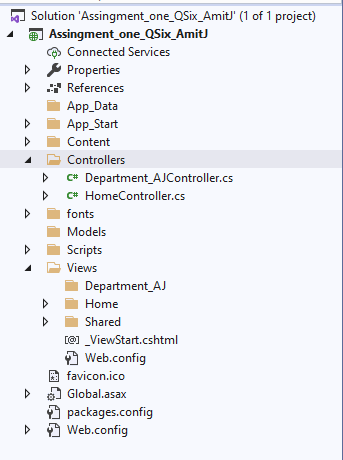 Solution 'Assingment_one_QSix_AmitJ' (1 of 1 project)
Assingment_one_QSix_AmitJ
Connected Services
Properties
References
App_Data
App_Start
Content
Controllers
C# Department_AJController.cs
C# HomeController.cs
fonts
Models
Scripts
Views
Department_AJ
Home
Shared
_ViewStart.cshtml
Web.config
favicon.ico
Global.asax
packages.config
Web.config